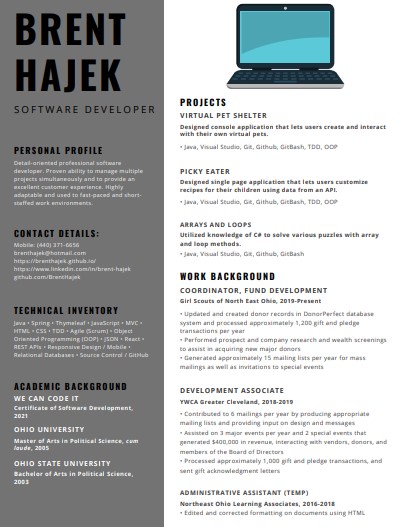 BRENT
HAJEK
SOFTWARE DEVELOPER
PERSONAL PROFILE
Detail-oriented professional software
developer. Proven ability to manage multiple
projects simultaneously and to provide an
excellent customer experience. Highly
adaptable and used to fast-paced and short-
staffed work environments.
CONTACT DETAILS:
Mobile: (440) 371-6656
brenthajek@hotmail.com
https://brenthajek.github.io/
https://www.linkedin.com/in/brent-hajek
github.com/BrentHajek
TECHNICAL INVENTORY
Java • Spring • Thymeleaf • JavaScript • MVC •
HTML • CSS • TDD • Agile (Scrum) • Object
Oriented Programming (OOP) • JSON • React •
REST APIs • Responsive Design / Mobile •
Relational Databases • Source Control / GitHub
ACADEMIC BACKGROUND
WE CAN CODE IT
Certificate of Software Development,
2021
OHIO UNIVERSITY
Master of Arts in Political Science, cum
laude, 2005
OHIO STATE UNIVERSITY
Bachelor of Arts in Political Science,
2003
PROJECTS
VIRTUAL PET SHELTER
Designed console application that lets users create and interact
with their own virtual pets.
• Java, Visual Studio, Git, Github, GitBash, TDD, OOP
PICKY EATER
Designed single page application that lets users customize
recipes for their children using data from an API.
• Java, Visual Studio, Git, Github, GitBash, TDD, OOP
ARRAYS AND LOOPS
Utilized knowledge of C# to solve various puzzles with array
and loop methods.
• Java, Visual Studio, Git, Github, GitBash
WORK BACKGROUND
COORDINATOR, FUND DEVELOPMENT
Girl Scouts of North East Ohio, 2019-Present
• Updated and created donor records in DonorPerfect database
system and processed approximately 1,200 gift and pledge
transactions per year
• Performed prospect and company research and wealth screenings
to assist in acquiring new major donors
• Generated approximately 15 mailing lists per year for mass
mailings as well as invitations to special events
DEVELOPMENT ASSOCIATE
YWCA Greater Cleveland, 2018-2019
• Contributed to 6 mailings per year by producing appropriate
mailing lists and providing input on design and messages
• Assisted on 3 major events per year and 2 special events that
generated $400,000 in revenue, interacting with vendors, donors, and
members of the Board of Directors
• Processed approximately 1,000 gift and pledge transactions, and
sent gift acknowledgment letters
ADMINISTRATIVE ASSISTANT (TEMP)
Northeast Ohio Learning Associates, 2016-2018
• Edited and corrected formatting on documents using HTML